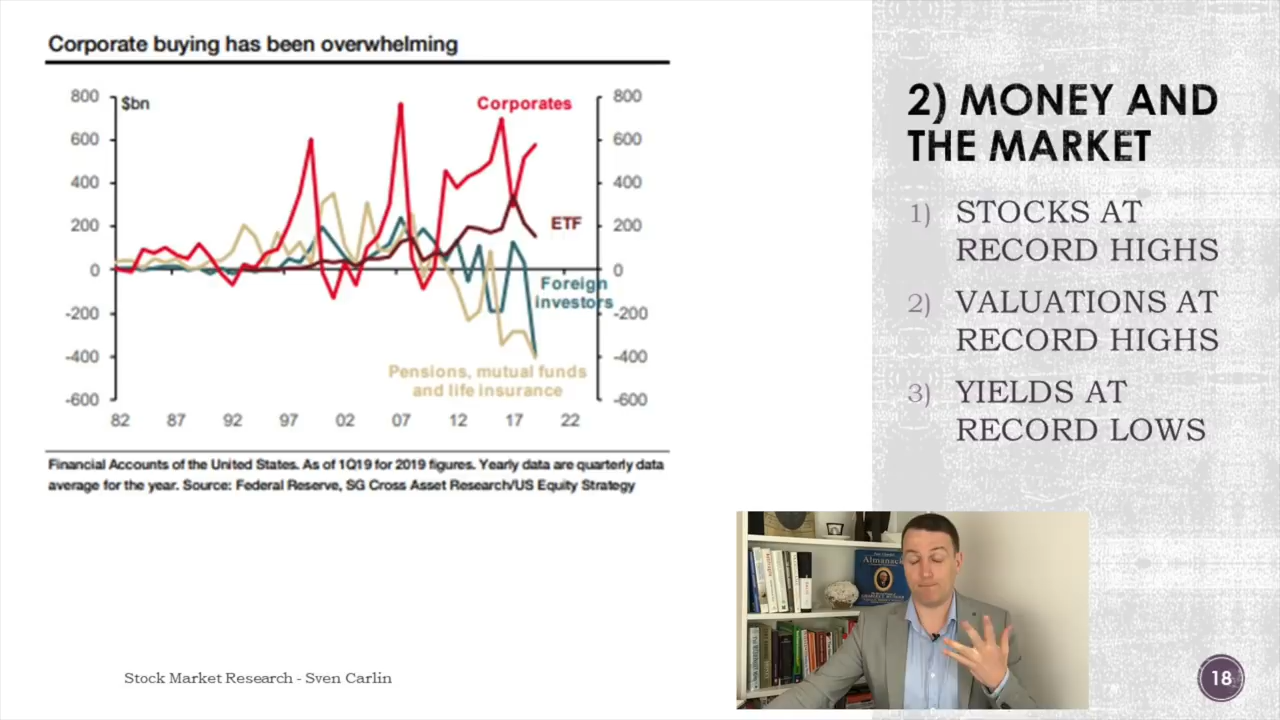 Corporate buying has been overwhelming
800
600
400
200
0
-200
-400
-600
$bn
Corporates
ETF
Foreign
investors
Pensions, mutual funds
and life insurance
800
600
400
200
0
-200
-400
-600
82 87 92 97 02 07 12 17 22
Financial Accounts of the United States. As of 1Q19 for 2019 figures. Yearly data are quarterly data
average for the year. Source: Federal Reserve, SG Cross Asset Research/US Equity Strategy
2) MONEY AND
THE MARKET
1) STOCKS AT
RECORD HIGHS
2) VALUATIONS AT
RECORD HIGHS
3) YIELDS AT
RECORD LOWS
Almanack
Stock Market Research - Sven Carlin
18